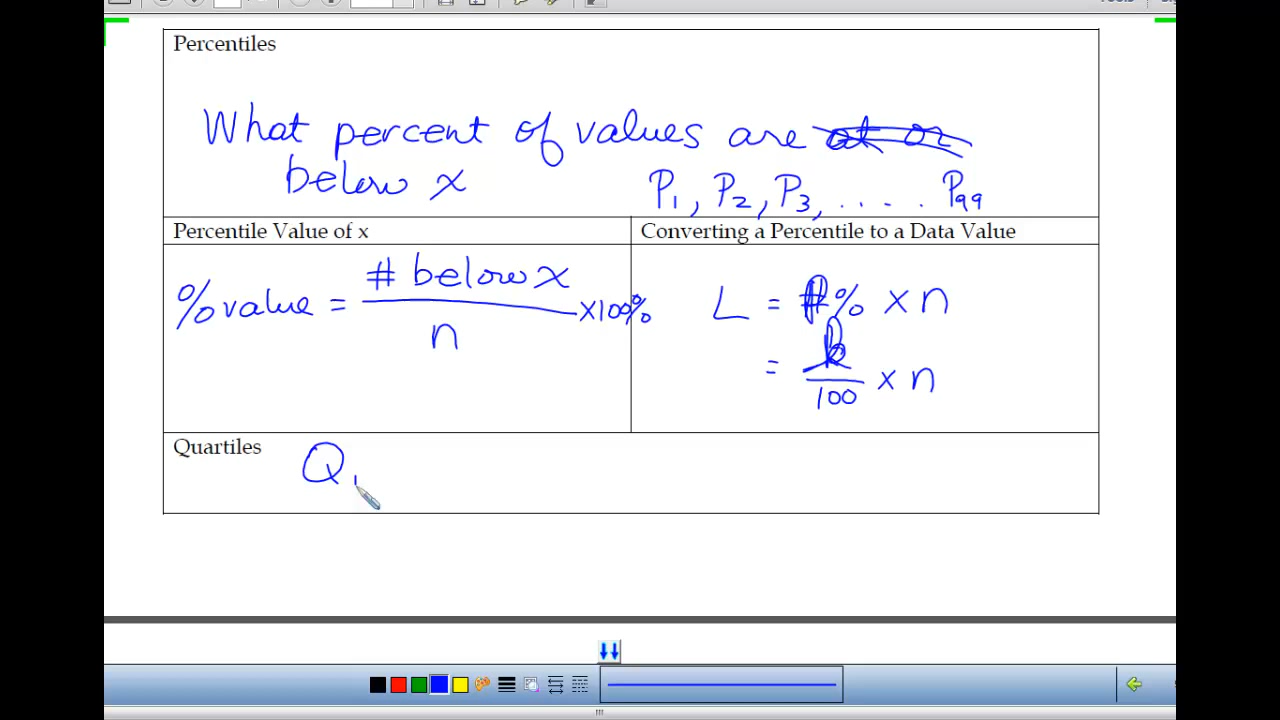 Percentiles
What percent of values are at or
below x P1, P2, P3, ..... P99
Percentile Value of x
Converting a Percentile to a Data Value
%value = # below x / n ×100%
L = % × n
= k/100 × n
Quartiles Q